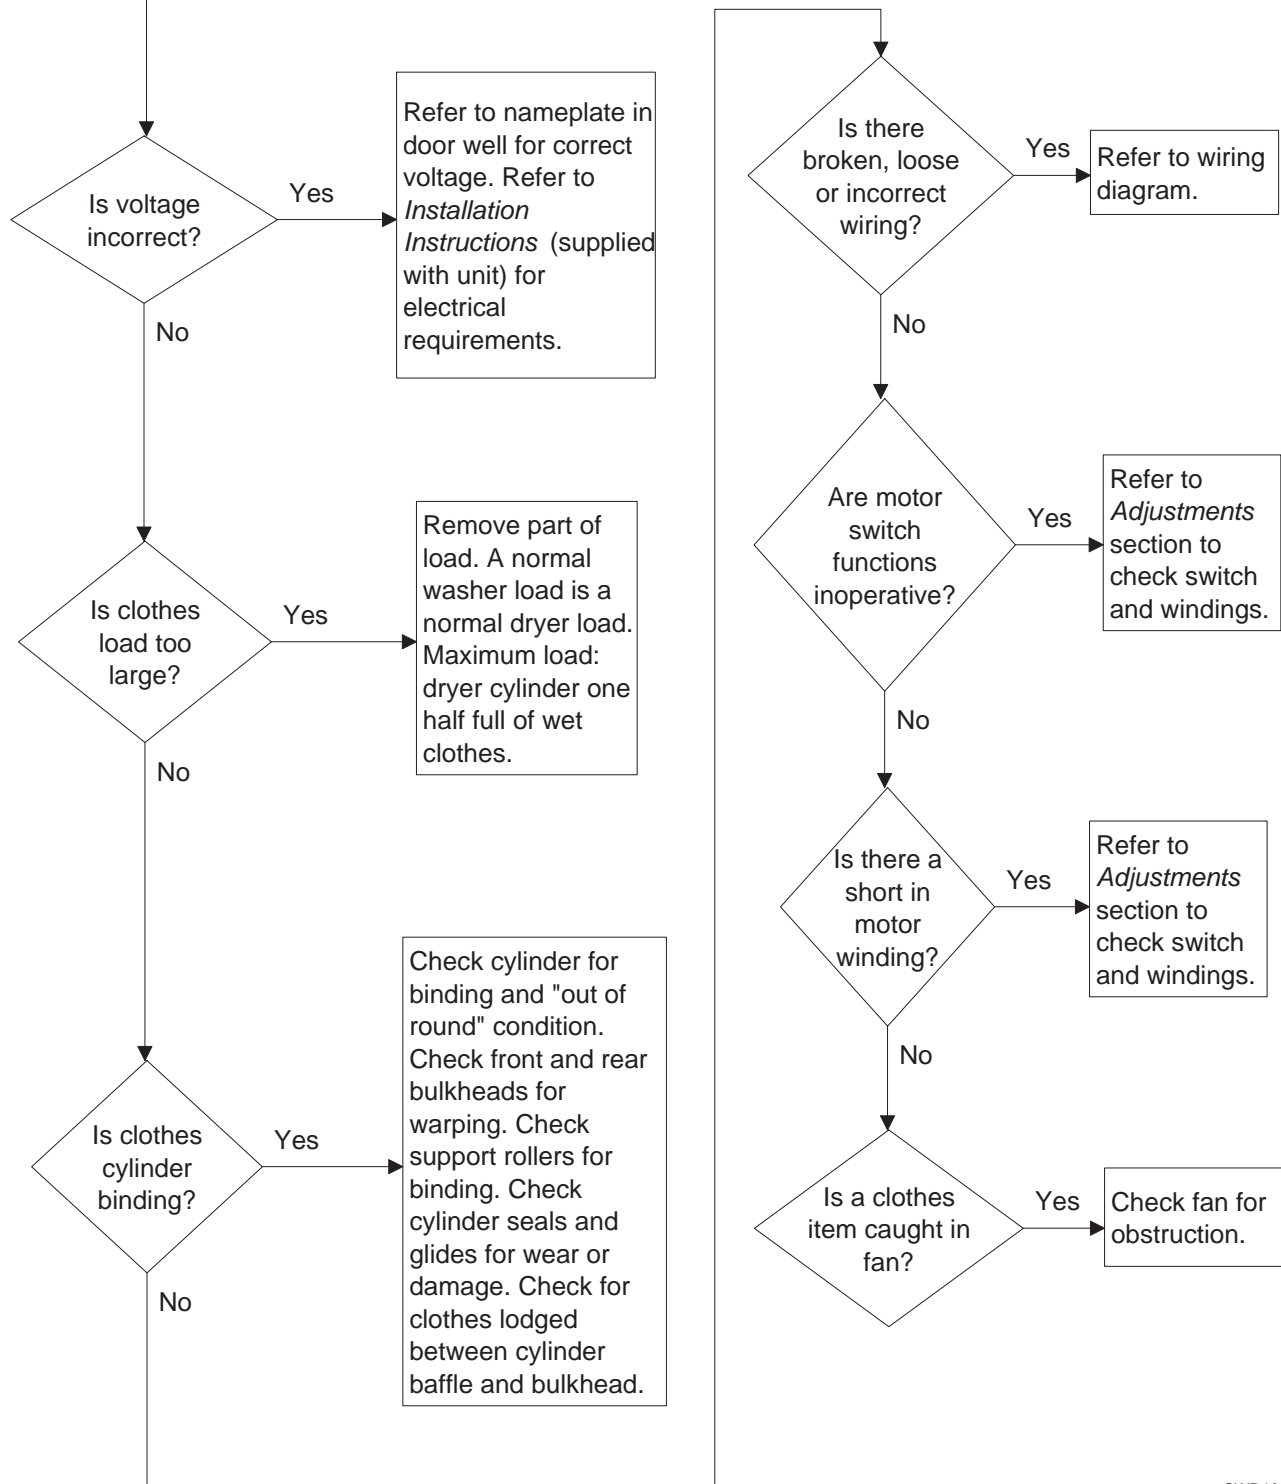 Is voltage
incorrect?
Yes
Refer to nameplate in
door well for correct
voltage. Refer to
Installation
Instructions (supplied
with unit) for
electrical
requirements.
No
Is clothes
load too
large?
Yes
Remove part of
load. A normal
washer load is a
normal dryer load.
Maximum load:
dryer cylinder one
half full of wet
clothes.
No
Is clothes
cylinder
binding?
Yes
Check cylinder for
binding and "out of
round" condition.
Check front and rear
bulkheads for
warping. Check
support rollers for
binding. Check
cylinder seals and
glides for wear or
damage. Check for
clothes lodged
between cylinder
baffle and bulkhead.
No
Is there
broken, loose
or incorrect
wiring?
Yes
Refer to wiring
diagram.
No
Are motor
switch
functions
inoperative?
Yes
Refer to
Adjustments
section to
check switch
and windings.
No
Is there a
short in
motor
winding?
Yes
Refer to
Adjustments
section to
check switch
and windings.
No
Is a clothes
item caught in
fan?
Yes
Check fan for
obstruction.